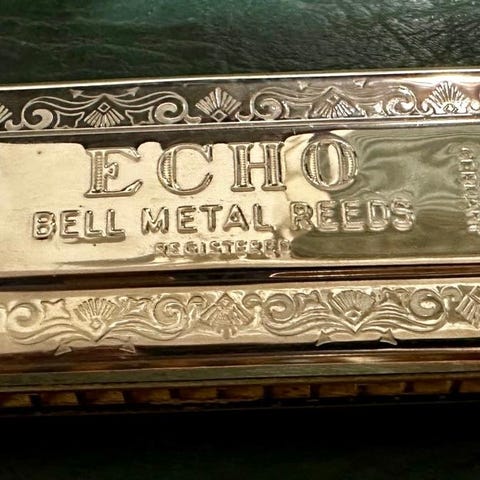 ECHO
BELL METAL REEDS
REGISTERED